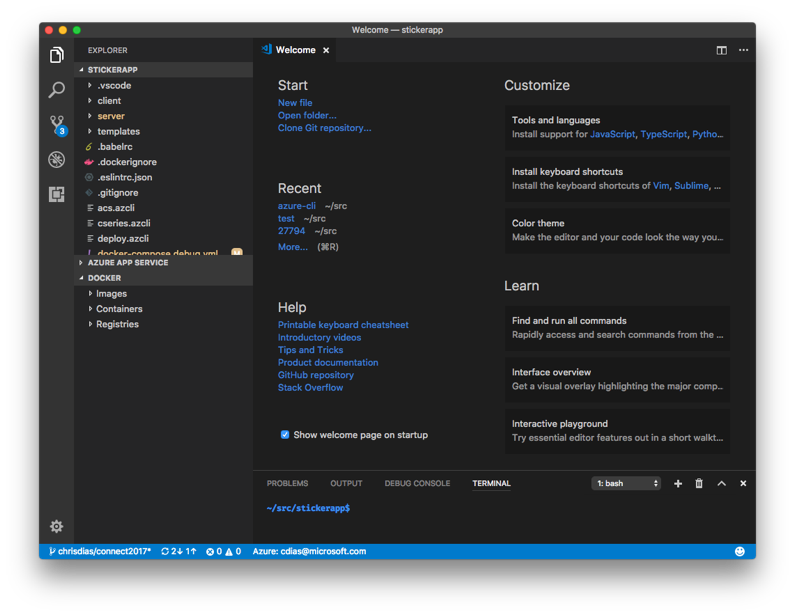 Welcome — stickerapp
EXPLORER
STICKERAPP
.vscode
client
server
templates
.babelrc
.dockerignore
.eslintrc.json
.gitignore
acs.azcli
cseries.azcli
deploy.azcli
docker-compose.debug.yml M
AZURE APP SERVICE
DOCKER
Images
Containers
Registries
Welcome ×
Start
New file
Open folder...
Clone Git repository...
Recent
azure-cli ~/src
test ~/src
27794 ~/src
More... (⌘R)
Help
Printable keyboard cheatsheet
Introductory videos
Tips and Tricks
Product documentation
GitHub repository
Stack Overflow
Show welcome page on startup
Customize
Tools and languages
Install support for JavaScript, TypeScript, Pytho...
Install keyboard shortcuts
Install the keyboard shortcuts of Vim, Sublime, ...
Color theme
Make the editor and your code look the way you...
Learn
Find and run all commands
Rapidly access and search commands from the ...
Interface overview
Get a visual overlay highlighting the major comp...
Interactive playground
Try essential editor features out in a short walkt...
PROBLEMS OUTPUT DEBUG CONSOLE TERMINAL 1: bash
~/src/stickerapp$
3
chrisdias/connect2017* 2↓ 1↑ 0 0 Azure: cdias@microsoft.com